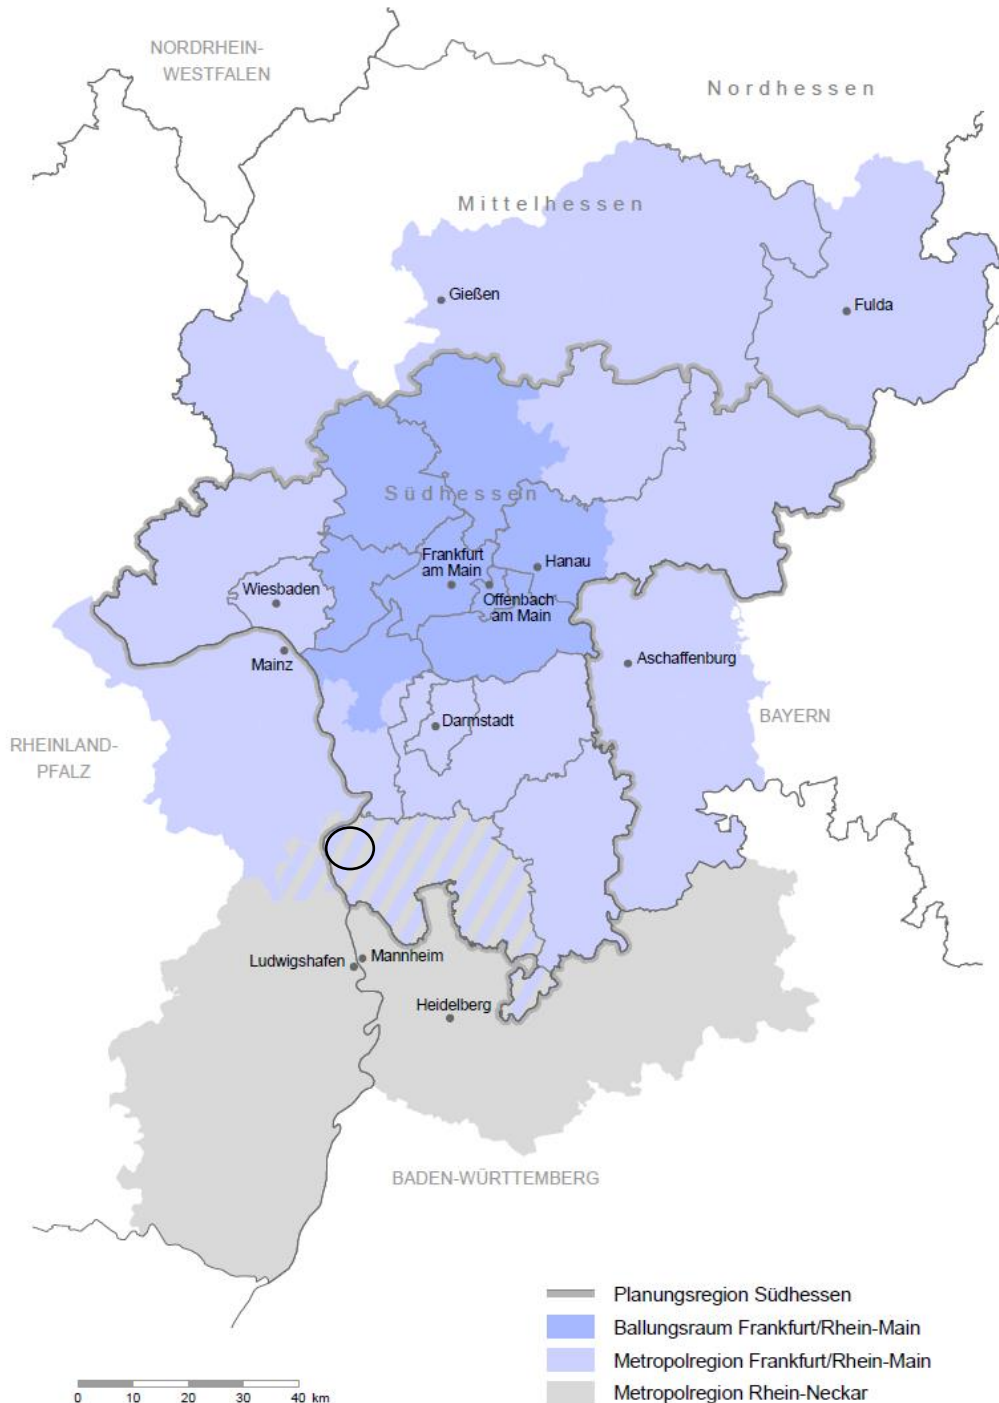 NORDRHEIN-
WESTFALEN
Nordhessen
Mittelhessen
Gießen
Fulda
Südhessen
Frankfurt
am Main
Hanau
Wiesbaden
Offenbach
am Main
Mainz
Aschaffenburg
BAYERN
Darmstadt
RHEINLAND-
PFALZ
Ludwigshafen
Mannheim
Heidelberg
BADEN-WÜRTTEMBERG
Planungsregion Südhessen
Ballungsraum Frankfurt/Rhein-Main
Metropolregion Frankfurt/Rhein-Main
Metropolregion Rhein-Neckar
0 10 20 30 40 km